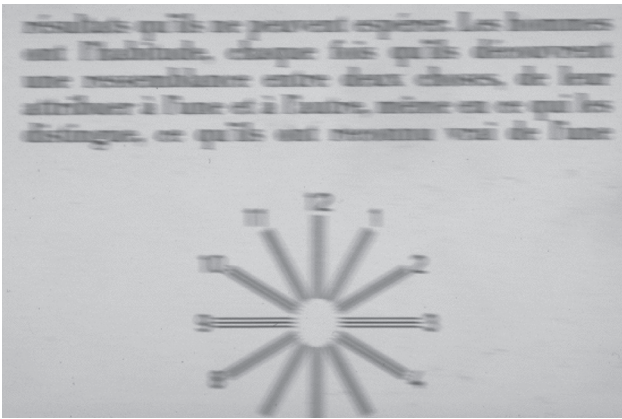 résultats qu'ils ne peuvent espérer. Les hommes
ont l'habitude, chaque fois qu'ils découvrent
une ressemblance entre deux choses, de leur
attribuer à l'une et à l'autre, même en ce qui les
distingue, ce qu'ils ont reconnu vrai de l'une
12
11 1
10 2
9 3
8 4